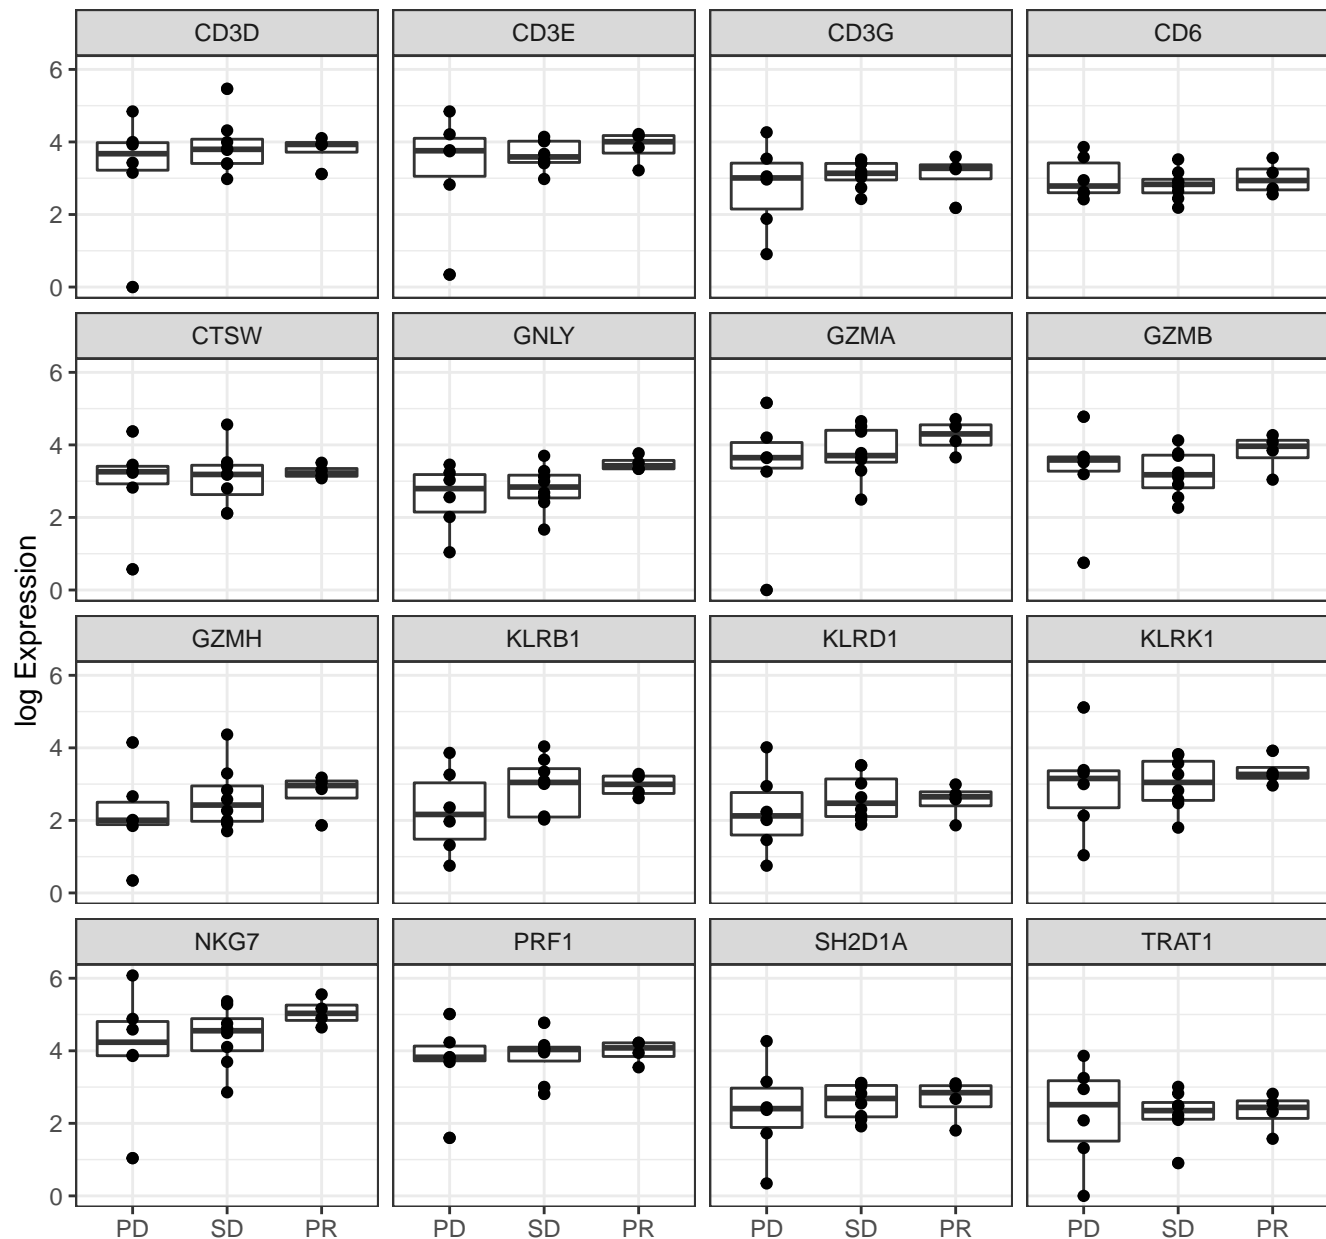 CD3D CD3E CD3G CD6
6
4
2
0
CTSW GNLY GZMA GZMB
6
4
2
0
log Expression
GZMH KLRB1 KLRD1 KLRK1
6
4
2
0
NKG7 PRF1 SH2D1A TRAT1
6
4
2
0
PD SD PR PD SD PR PD SD PR PD SD PR